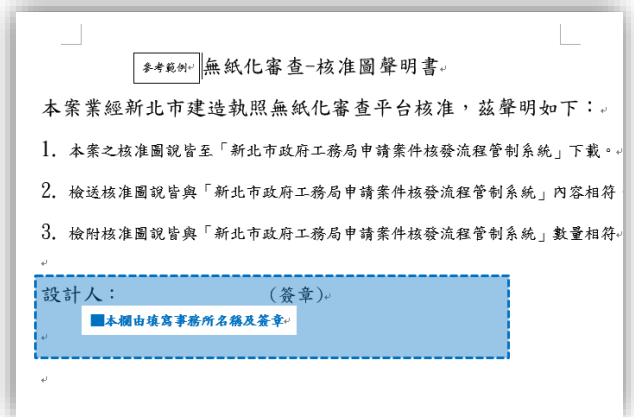 參考範例 無紙化審查-核准圖聲明書
本案業經新北市建造執照無紙化審查平台核准，茲聲明如下：
1. 本案之核准圖說皆至「新北市政府工務局申請案件核發流程管制系統」下載。
2. 檢送核准圖說皆與「新北市政府工務局申請案件核發流程管制系統」內容相符
3. 檢附核准圖說皆與「新北市政府工務局申請案件核發流程管制系統」數量相符
設計人： (簽章)
■本欄由填寫事務所名稱及簽章